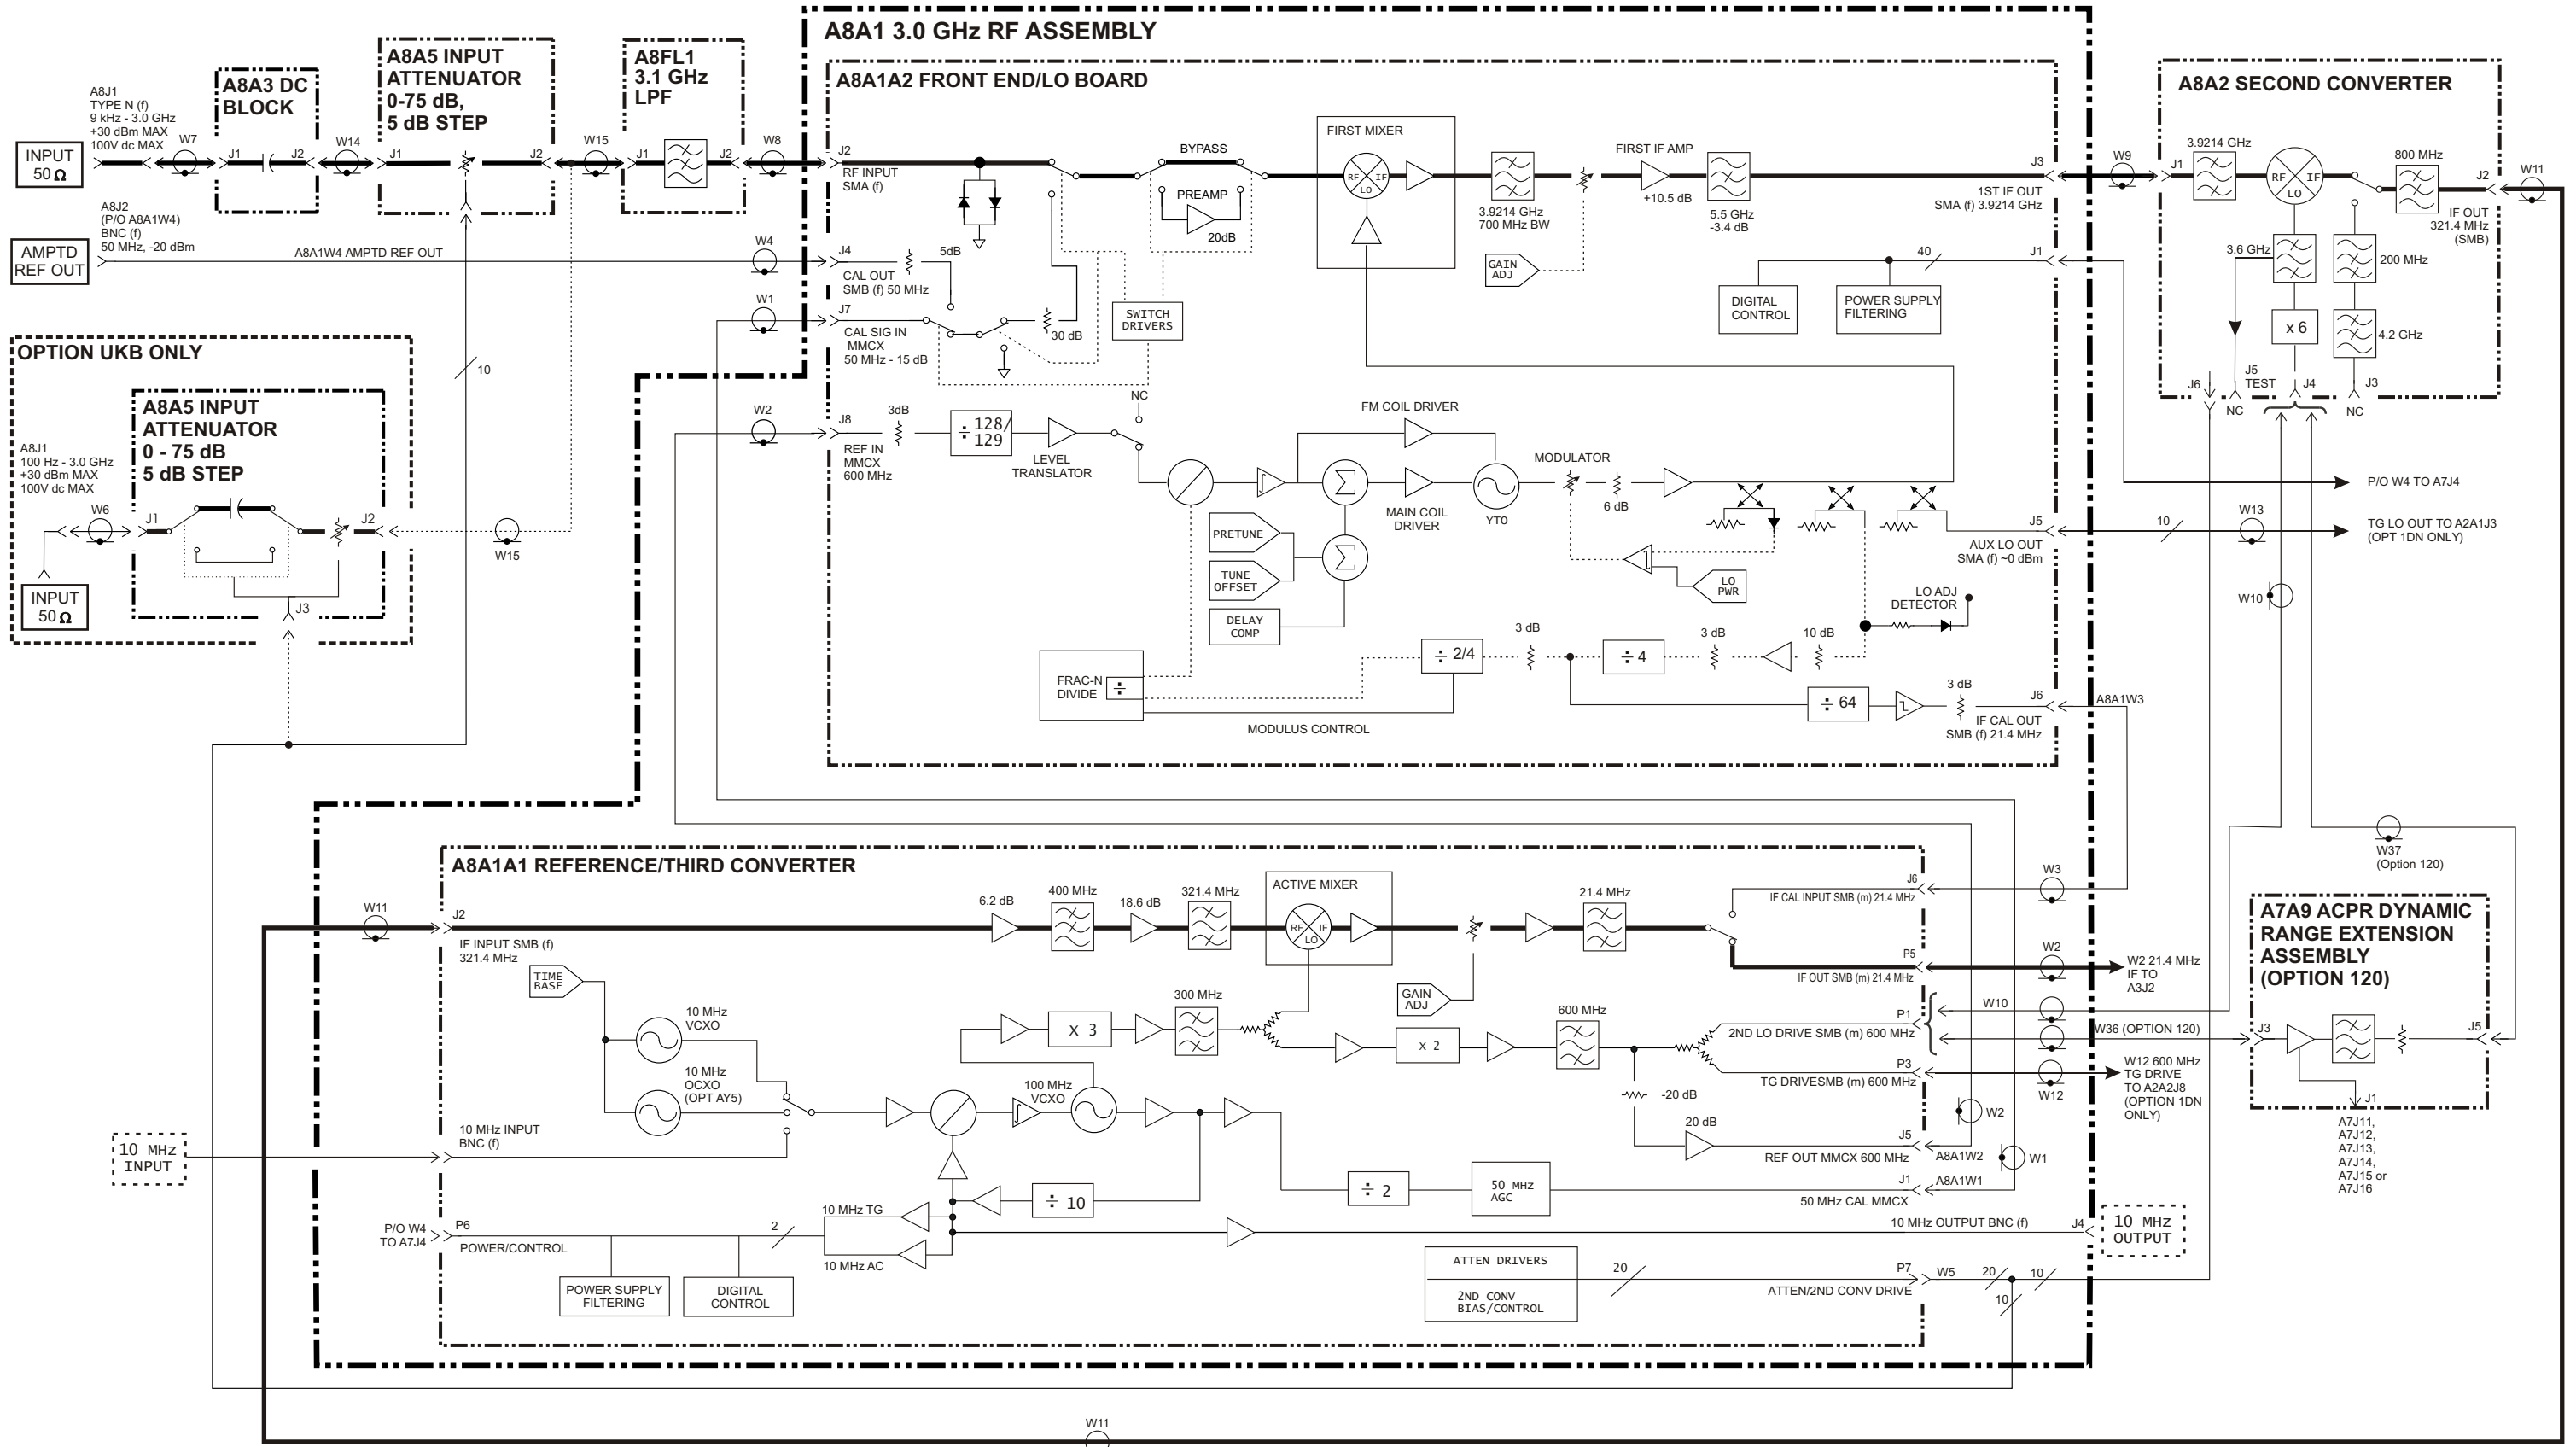 A8A1 3.0 GHz RF ASSEMBLY
A8J1
TYPE N (f)
9 kHz - 3.0 GHz
+30 dBm MAX
100V dc MAX
INPUT
50 Ω
W7
A8A3 DC
BLOCK
J1
J2
W14
A8A5 INPUT
ATTENUATOR
0-75 dB,
5 dB STEP
J1
J2
W15
A8FL1
3.1 GHz
LPF
J1
J2
W8
A8J2
(P/O A8A1W4)
BNC (f)
50 MHz, -20 dBm
AMPTD
REF OUT
A8A1W4 AMPTD REF OUT
W4
W1
W2
10
OPTION UKB ONLY
A8A5 INPUT
ATTENUATOR
0 - 75 dB
5 dB STEP
A8J1
100 Hz - 3.0 GHz
+30 dBm MAX
100V dc MAX
W6
J1
J2
J3
W15
INPUT
50 Ω
A8A1A2 FRONT END/LO BOARD
J2
RF INPUT
SMA (f)
BYPASS
PREAMP
20dB
FIRST MIXER
RF
IF
LO
3.9214 GHz
700 MHz BW
GAIN
ADJ
FIRST IF AMP
+10.5 dB
5.5 GHz
-3.4 dB
J3
1ST IF OUT
SMA (f) 3.9214 GHz
J4
CAL OUT
SMB (f) 50 MHz
5dB
J7
CAL SIG IN
MMCX
50 MHz - 15 dB
30 dB
SWITCH
DRIVERS
DIGITAL
CONTROL
POWER SUPPLY
FILTERING
40
J1
J8
REF IN
MMCX
600 MHz
3dB
÷ 128/
129
LEVEL
TRANSLATOR
NC
FM COIL DRIVER
MAIN COIL
DRIVER
Σ
Σ
YTO
MODULATOR
6 dB
PRETUNE
TUNE
OFFSET
DELAY
COMP
LO
PWR
LO ADJ
DETECTOR
J5
AUX LO OUT
SMA (f) ~0 dBm
FRAC-N
DIVIDE
÷
MODULUS CONTROL
÷ 2/4
3 dB
÷ 4
3 dB
10 dB
÷ 64
3 dB
J6
IF CAL OUT
SMB (f) 21.4 MHz
A8A1W3
W9
A8A2 SECOND CONVERTER
J1
3.9214 GHz
RF
IF
LO
800 MHz
J2
IF OUT
321.4 MHz
(SMB)
W11
3.6 GHz
200 MHz
x 6
4.2 GHz
J6
J5
TEST
NC
J4
J3
NC
P/O W4 TO A7J4
10
W13
TG LO OUT TO A2A1J3
(OPT 1DN ONLY)
W10
W37
(Option 120)
A8A1A1 REFERENCE/THIRD CONVERTER
W11
J2
IF INPUT SMB (f)
321.4 MHz
6.2 dB
400 MHz
18.6 dB
321.4 MHz
ACTIVE MIXER
RF
IF
LO
GAIN
ADJ
21.4 MHz
J6
IF CAL INPUT SMB (m) 21.4 MHz
W3
P5
IF OUT SMB (m) 21.4 MHz
W2
W2 21.4 MHz
IF TO
A3J2
TIME
BASE
10 MHz
VCXO
10 MHz
OCXO
(OPT AY5)
10 MHz INPUT
BNC (f)
10 MHz
INPUT
X 3
300 MHz
X 2
600 MHz
P1
2ND LO DRIVE SMB (m) 600 MHz
W10
W36 (OPTION 120)
P3
TG DRIVESMB (m) 600 MHz
W12
W12 600 MHz
TG DRIVE
TO A2A2J8
(OPTION 1DN
ONLY)
100 MHz
VCXO
-20 dB
20 dB
J5
REF OUT MMCX 600 MHz
A8A1W2
W2
W1
÷ 10
÷ 2
50 MHz
AGC
J1
50 MHz CAL MMCX
A8A1W1
P/O W4
TO A7J4
P6
POWER/CONTROL
2
10 MHz TG
10 MHz AC
10 MHz OUTPUT BNC (f)
J4
10 MHz
OUTPUT
POWER SUPPLY
FILTERING
DIGITAL
CONTROL
ATTEN DRIVERS
2ND CONV
BIAS/CONTROL
20
P7
ATTEN/2ND CONV DRIVE
W5
20
10
10
A7A9 ACPR DYNAMIC
RANGE EXTENSION
ASSEMBLY
(OPTION 120)
J3
J5
J1
A7J11,
A7J12,
A7J13,
A7J14,
A7J15 or
A7J16
W11